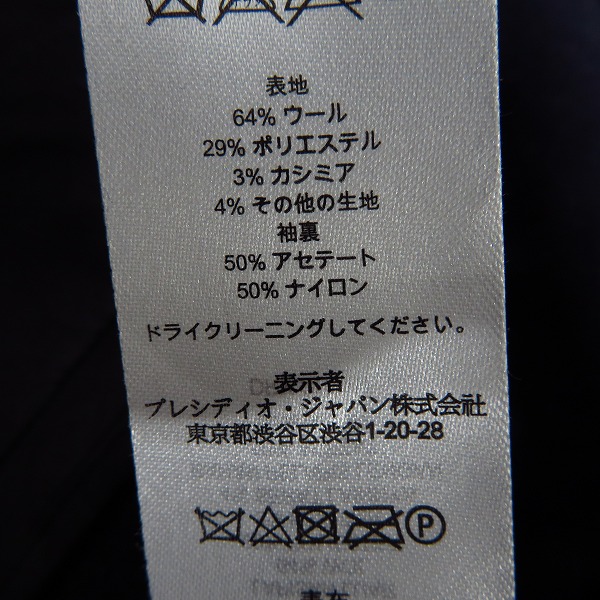 表地
64% ウール
29% ポリエステル
3% カシミア
4% その他の生地
袖裏
50% アセテート
50% ナイロン
ドライクリーニングしてください。
表示者
プレシディオ・ジャパン株式会社
東京都渋谷区渋谷1-20-28
P